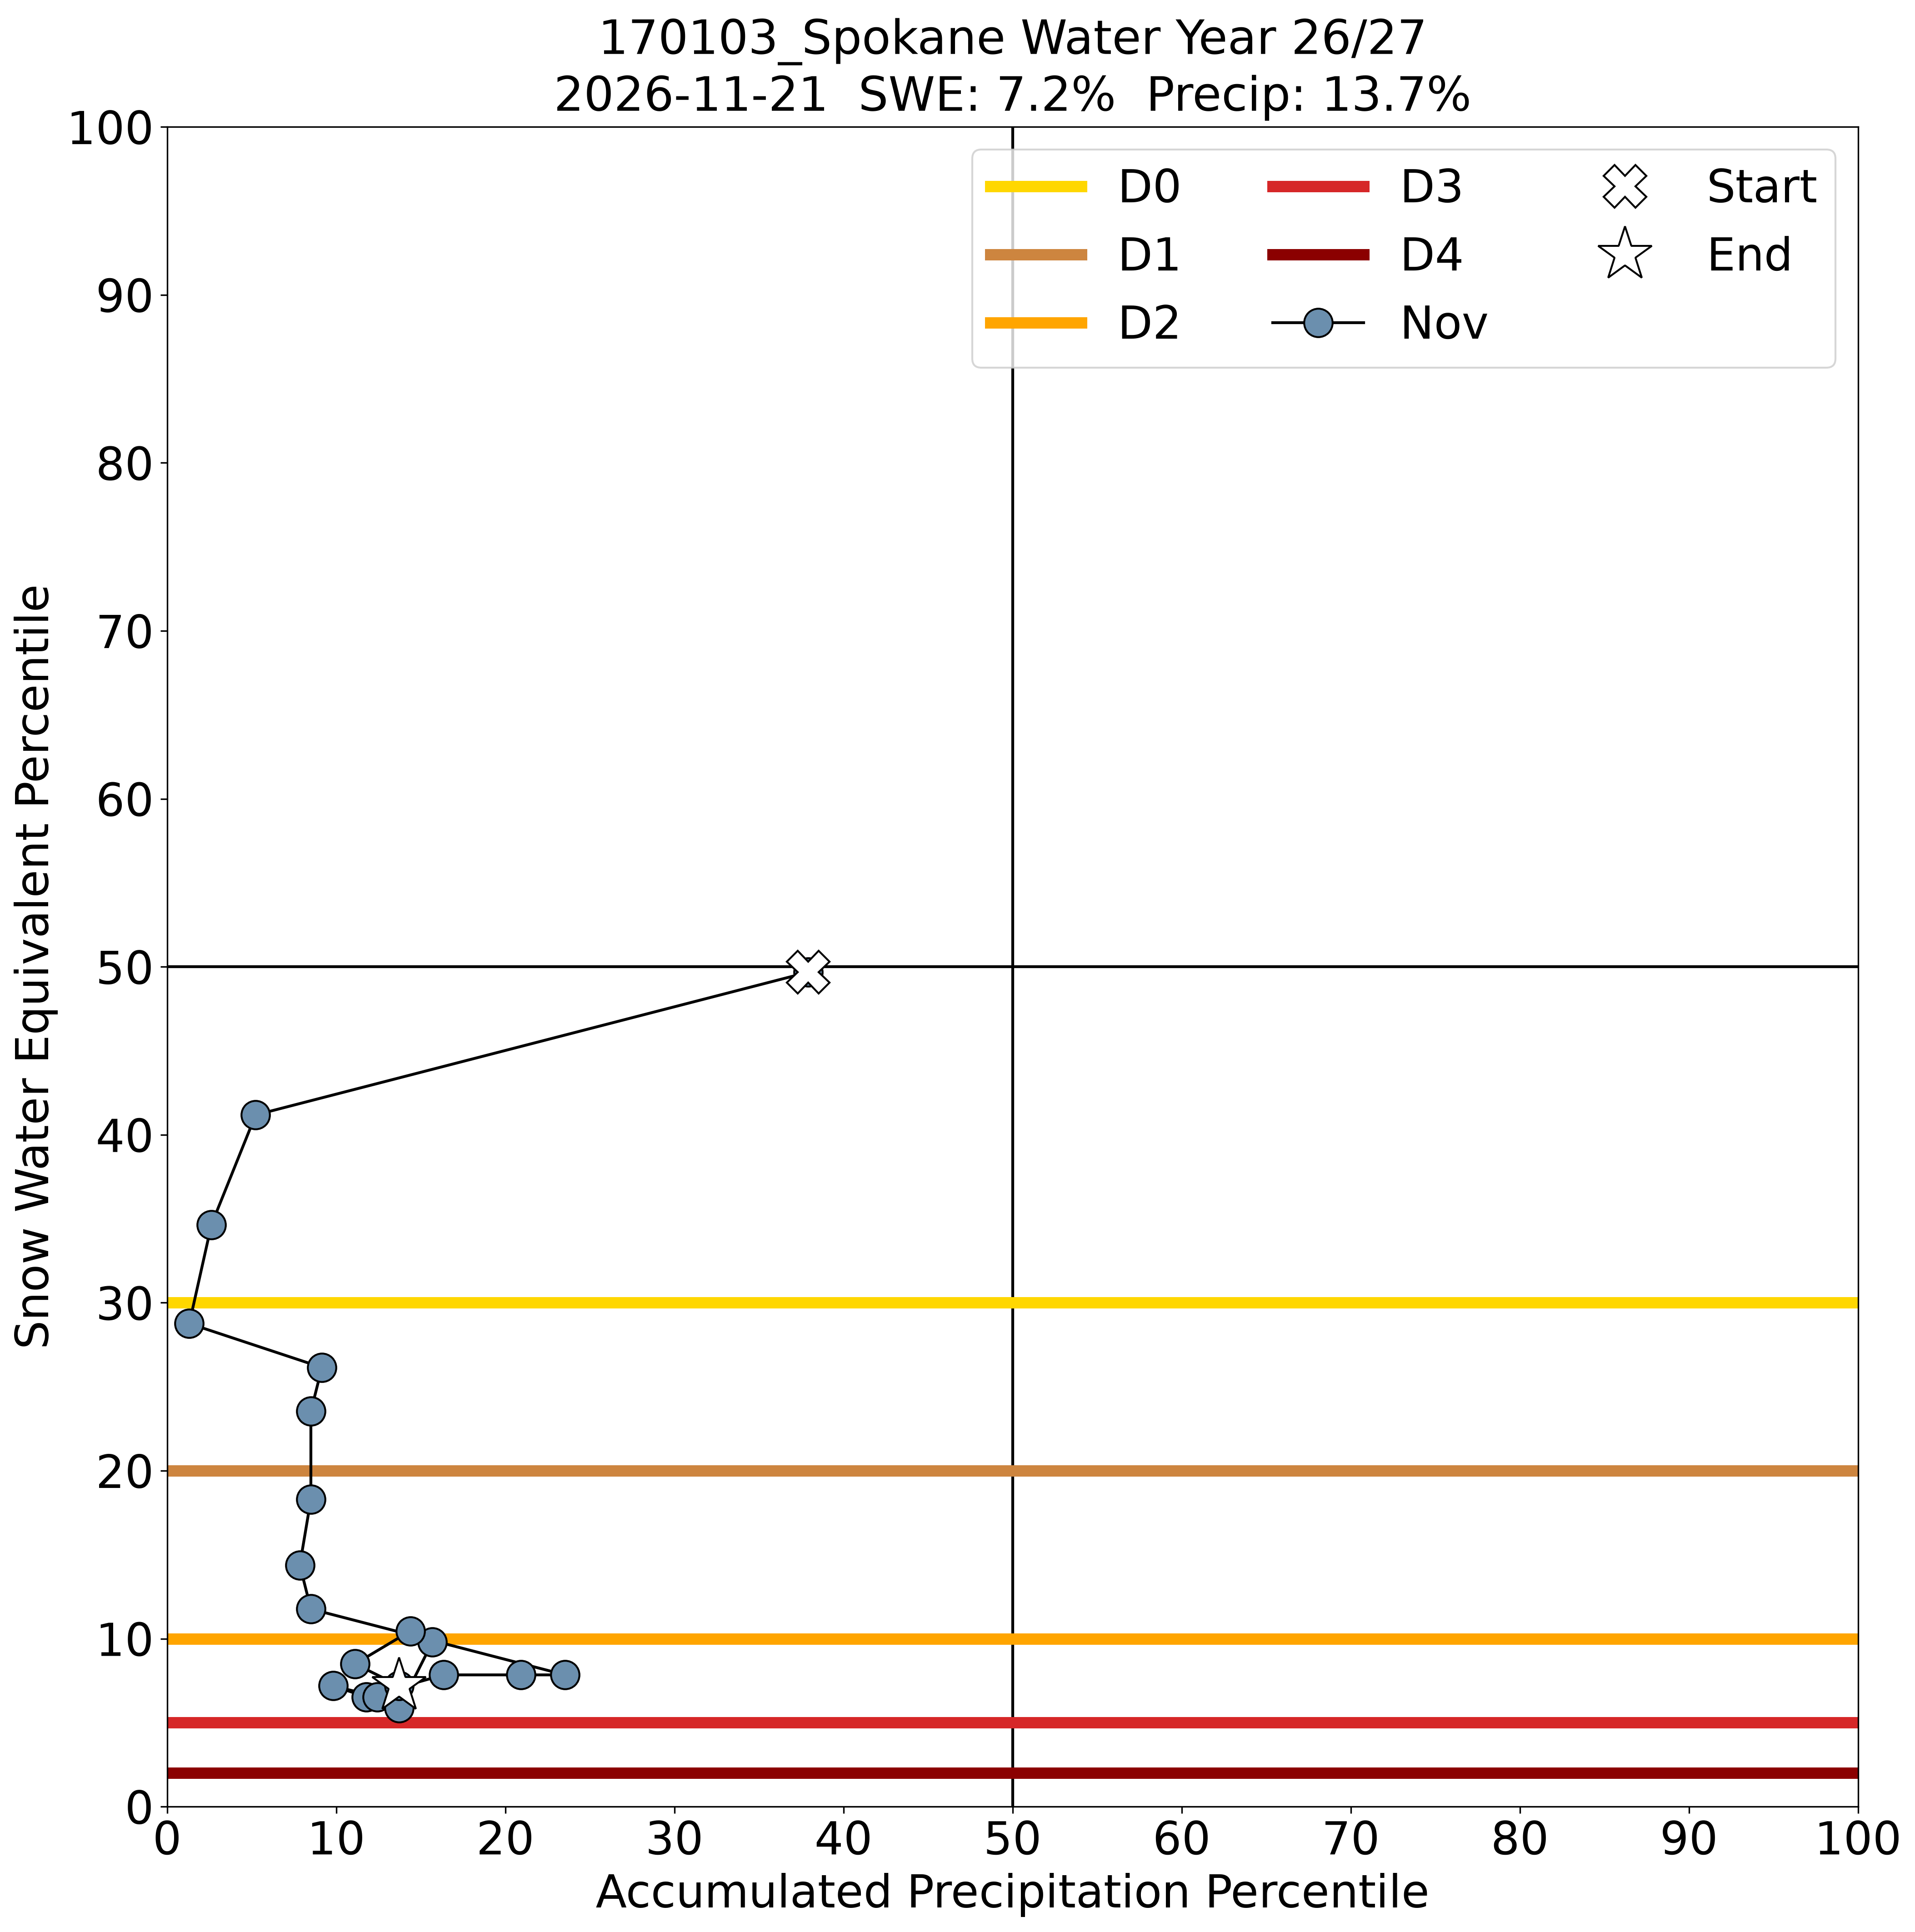 170103_Spokane Water Year 26/27
2026-11-21 SWE: 7.2% Precip: 13.7%
100
90
80
70
60
50
40
30
20
10
0
Snow Water Equivalent Percentile
D0
D1
D2
D3
D4
Nov
Start
End
0 10 20 30 40 50 60 70 80 90 100
Accumulated Precipitation Percentile